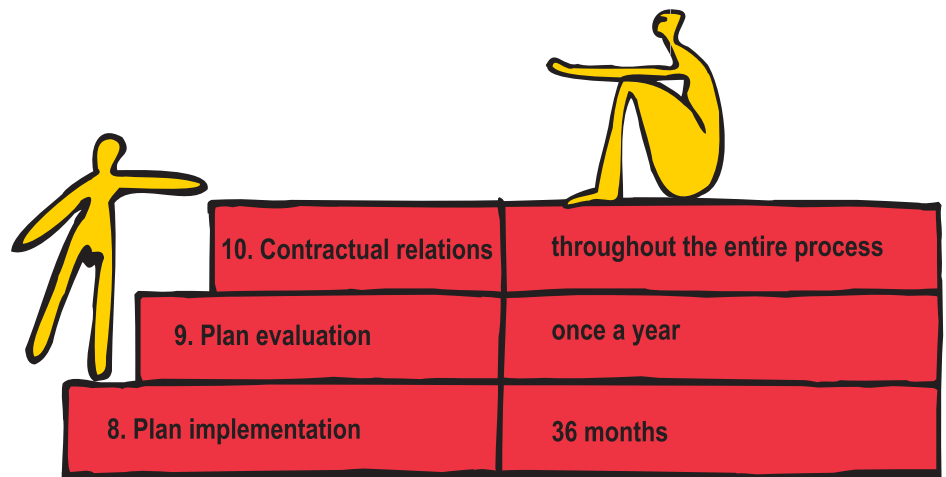 10. Contractual relations
throughout the entire process
9. Plan evaluation
once a year
8. Plan implementation
36 months